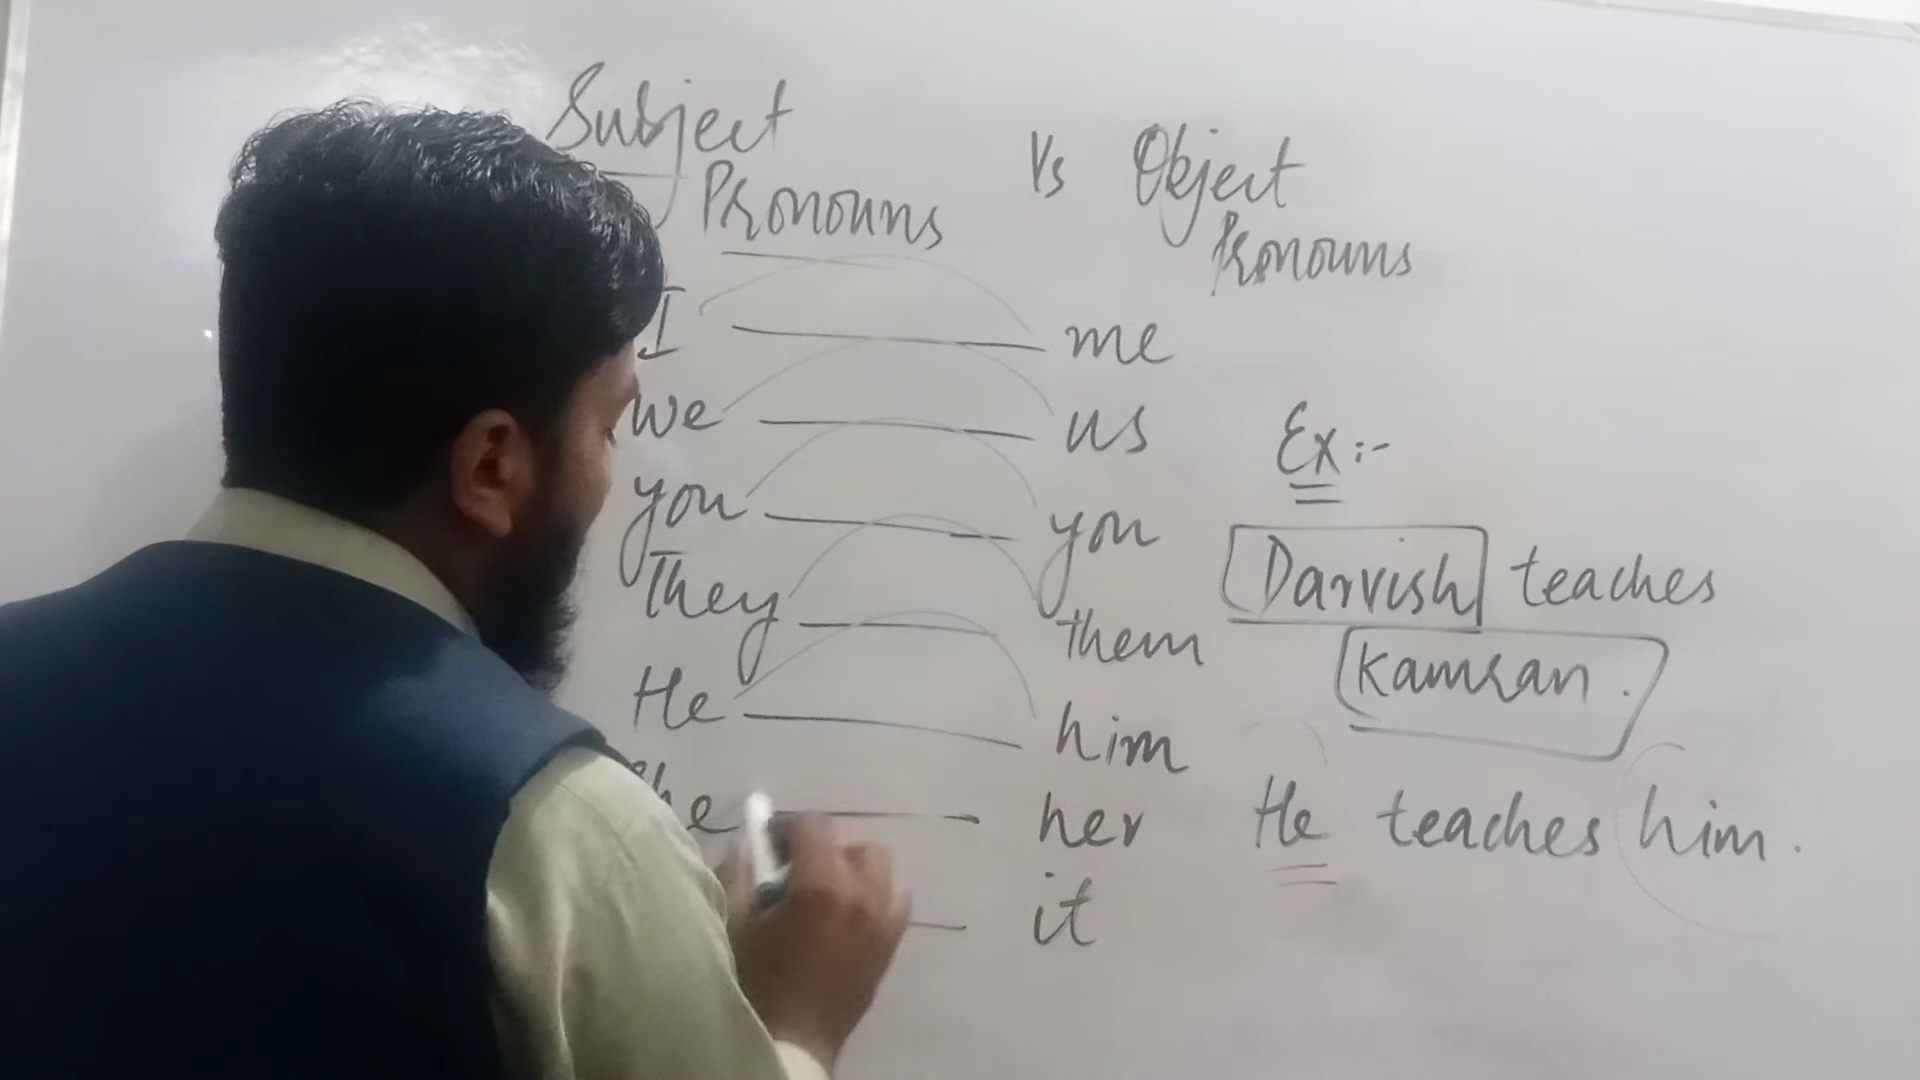 Subject
Pronouns
Vs Object
Pronouns
I — me
we — us
you — you
They — them
He — him
he — her
— it
Ex:-
Darvish teaches
Kamran.
He teaches him.